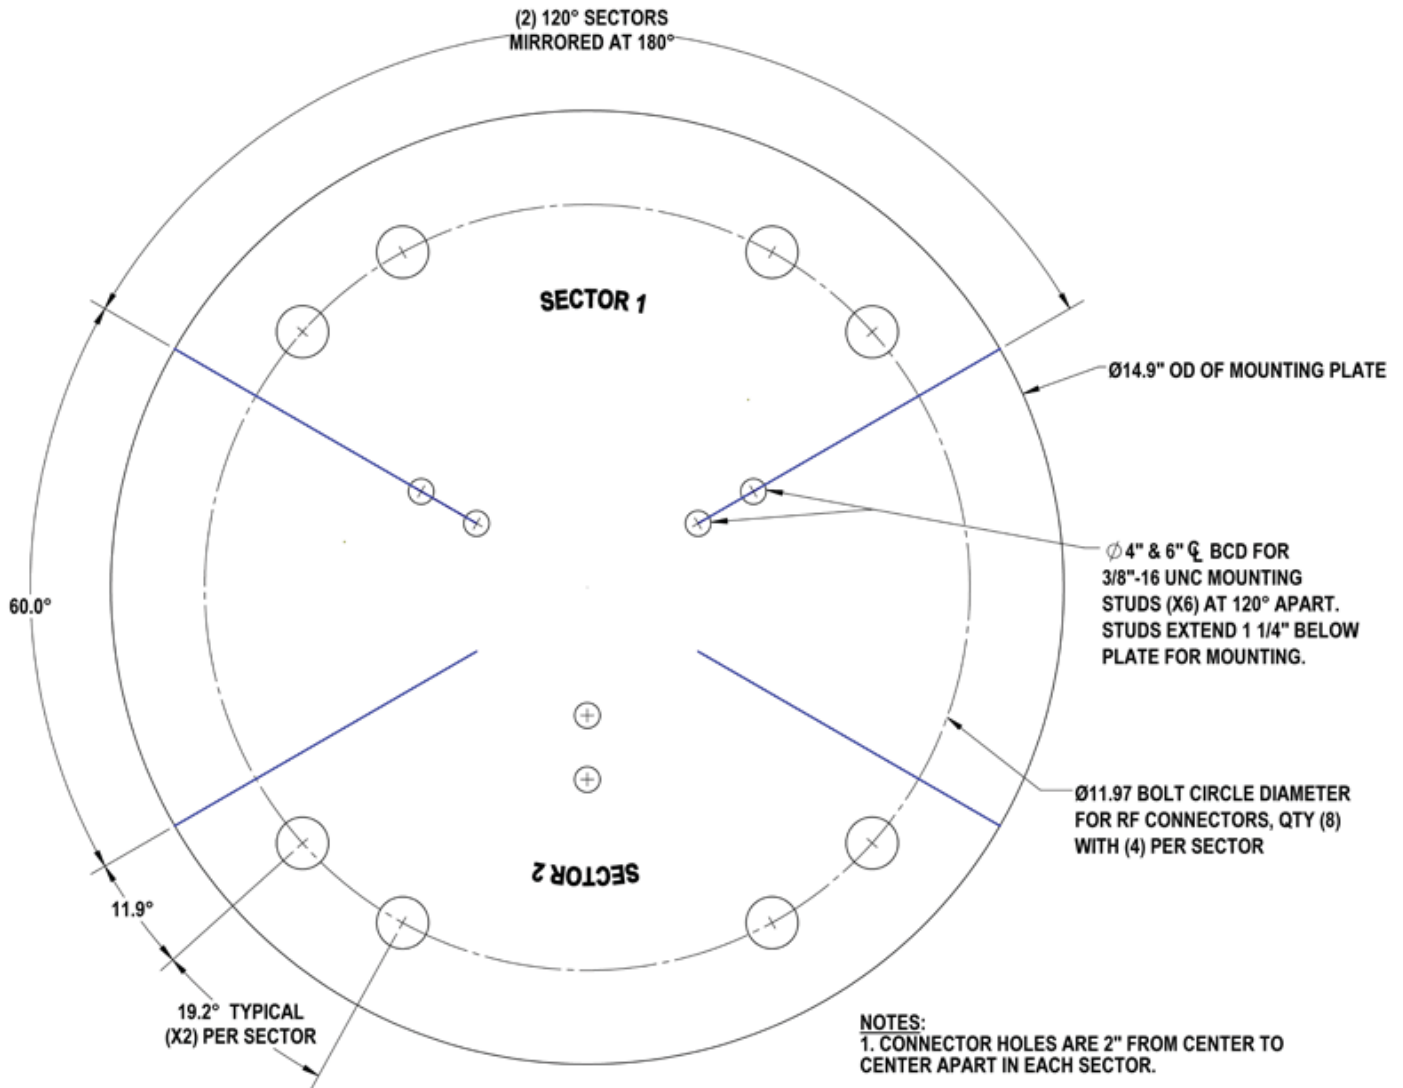 (2) 120° SECTORS
MIRRORED AT 180°
SECTOR 1
Ø14.9" OD OF MOUNTING PLATE
Ø 4" & 6" ℄ BCD FOR
3/8"-16 UNC MOUNTING
STUDS (X6) AT 120° APART.
STUDS EXTEND 1 1/4" BELOW
PLATE FOR MOUNTING.
60.0°
Ø11.97 BOLT CIRCLE DIAMETER
FOR RF CONNECTORS, QTY (8)
WITH (4) PER SECTOR
SECTOR 2
11.9°
19.2° TYPICAL
(X2) PER SECTOR
NOTES:
1. CONNECTOR HOLES ARE 2" FROM CENTER TO
CENTER APART IN EACH SECTOR.